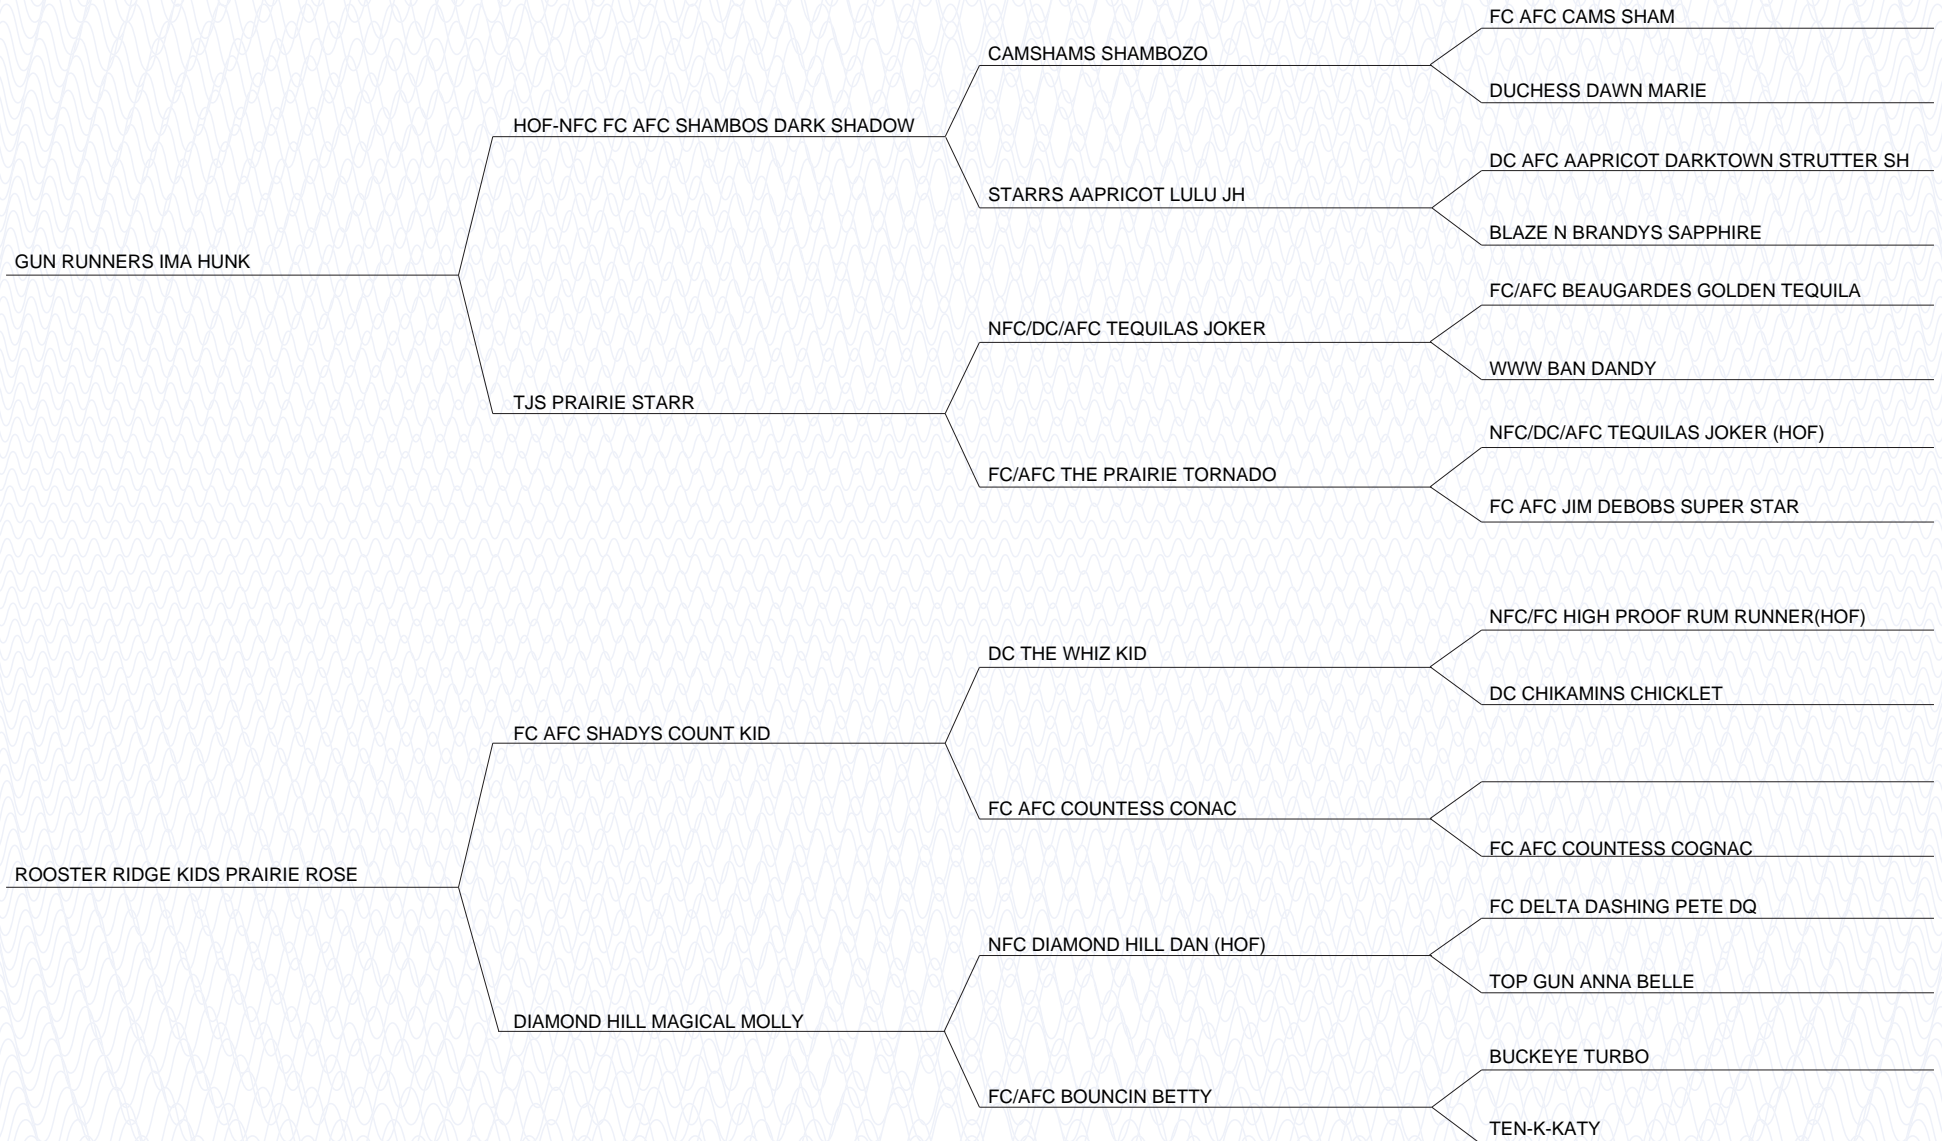 FC AFC CAMS SHAM
CAMSHAMS SHAMBOZO
DUCHESS DAWN MARIE
HOF-NFC FC AFC SHAMBOS DARK SHADOW
DC AFC AAPRICOT DARKTOWN STRUTTER SH
STARRS AAPRICOT LULU JH
BLAZE N BRANDYS SAPPHIRE
GUN RUNNERS IMA HUNK
FC/AFC BEAUGARDES GOLDEN TEQUILA
NFC/DC/AFC TEQUILAS JOKER
WWW BAN DANDY
TJS PRAIRIE STARR
NFC/DC/AFC TEQUILAS JOKER (HOF)
FC/AFC THE PRAIRIE TORNADO
FC AFC JIM DEBOBS SUPER STAR
NFC/FC HIGH PROOF RUM RUNNER(HOF)
DC THE WHIZ KID
DC CHIKAMINS CHICKLET
FC AFC SHADYS COUNT KID
FC AFC COUNTESS CONAC
FC AFC COUNTESS COGNAC
ROOSTER RIDGE KIDS PRAIRIE ROSE
FC DELTA DASHING PETE DQ
NFC DIAMOND HILL DAN (HOF)
TOP GUN ANNA BELLE
DIAMOND HILL MAGICAL MOLLY
BUCKEYE TURBO
FC/AFC BOUNCIN BETTY
TEN-K-KATY